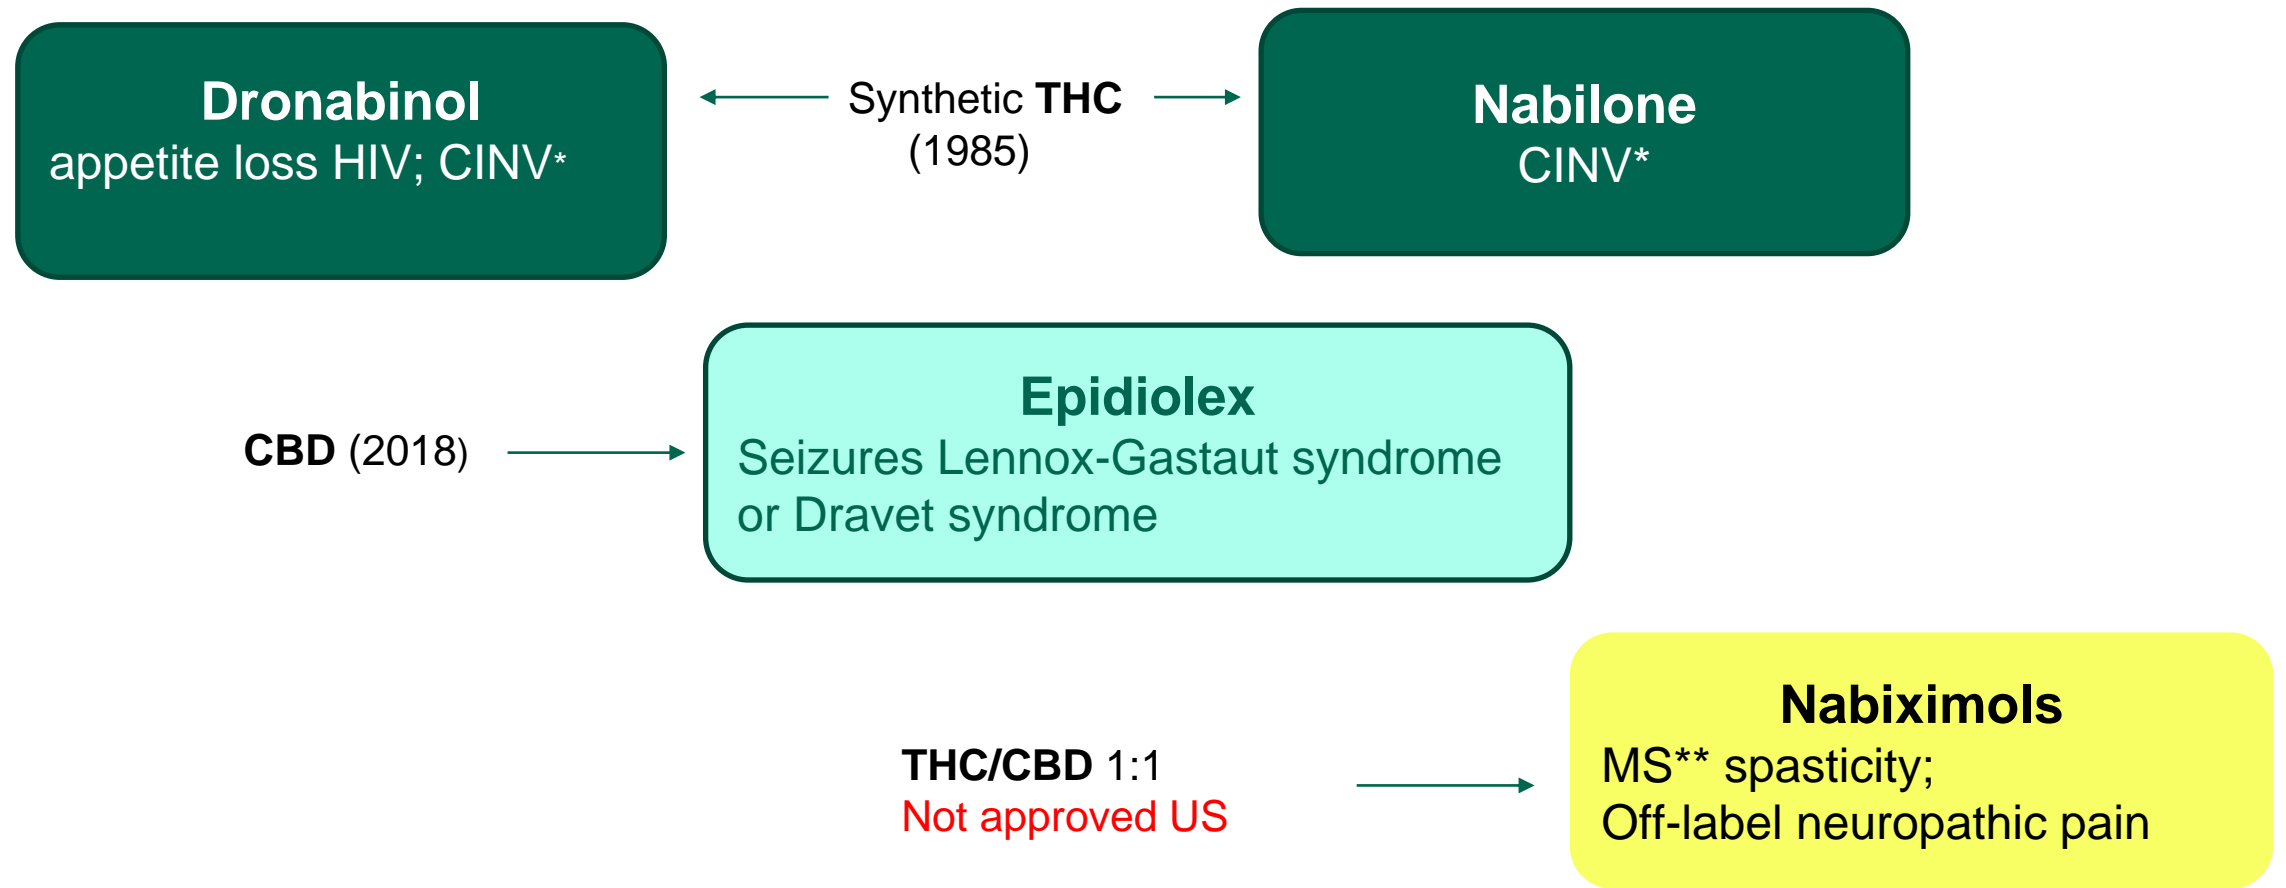 Dronabinol
appetite loss HIV; CINV*
Synthetic THC
(1985)
Nabilone
CINV*
CBD (2018)
Epidiolex
Seizures Lennox-Gastaut syndrome
or Dravet syndrome
THC/CBD 1:1
Not approved US
Nabiximols
MS** spasticity;
Off-label neuropathic pain